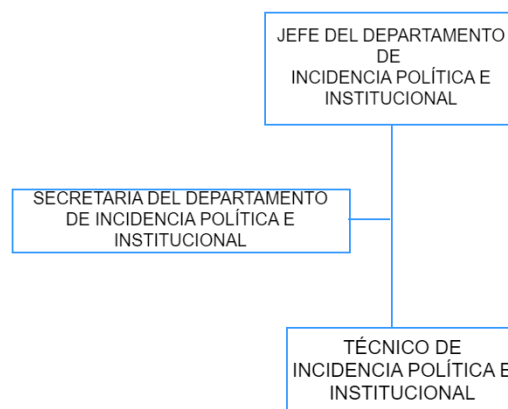 JEFE DEL DEPARTAMENTO
DE
INCIDENCIA POLÍTICA E
INSTITUCIONAL
SECRETARIA DEL DEPARTAMENTO
DE INCIDENCIA POLÍTICA E
INSTITUCIONAL
TÉCNICO DE
INCIDENCIA POLÍTICA E
INSTITUCIONAL